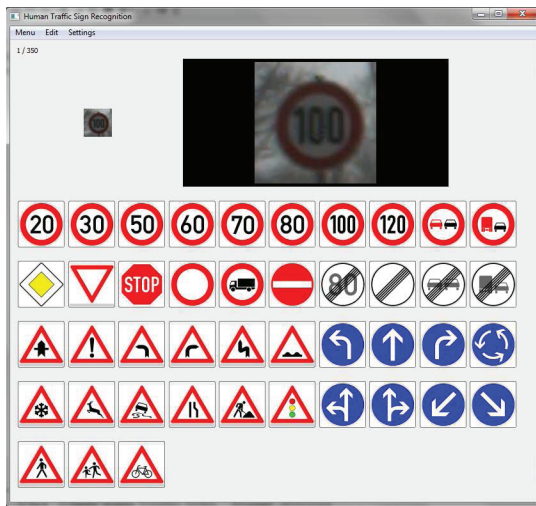 Human Traffic Sign Recognition
Menu Edit Settings
1 / 350
100
100
20 30 50 60 70 80 100 120
STOP 80